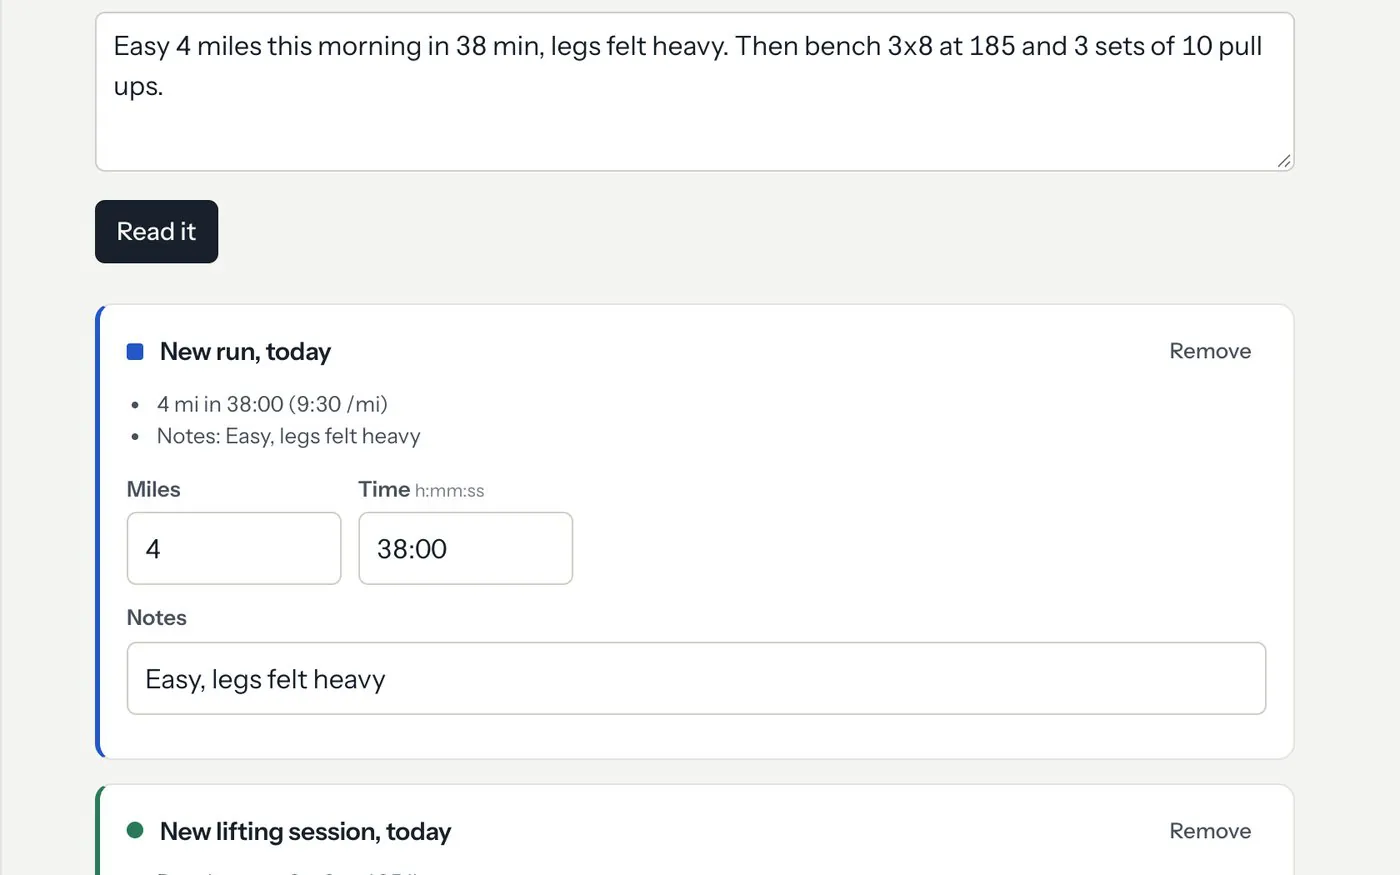 Easy 4 miles this morning in 38 min, legs felt heavy. Then bench 3x8 at 185 and 3 sets of 10 pull
ups.
Read it
New run, today
Remove
4 mi in 38:00 (9:30 /mi)
Notes: Easy, legs felt heavy
Miles
Time h:mm:ss
4
38:00
Notes
Easy, legs felt heavy
New lifting session, today
Remove